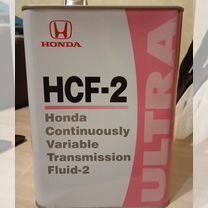 HONDA
HCF-2
Honda
Continuously
Variable
Transmission
Fluid-2
ULTRA